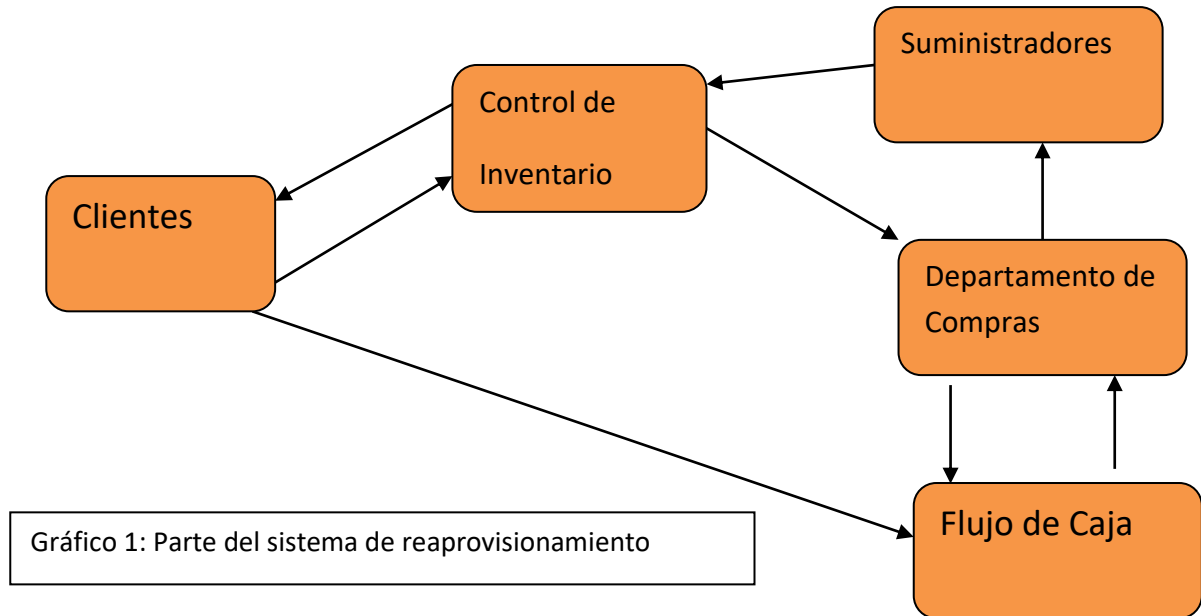 Suministradores
Control de
Inventario
Clientes
Departamento de
Compras
Flujo de Caja
Gráfico 1: Parte del sistema de reaprovisionamiento